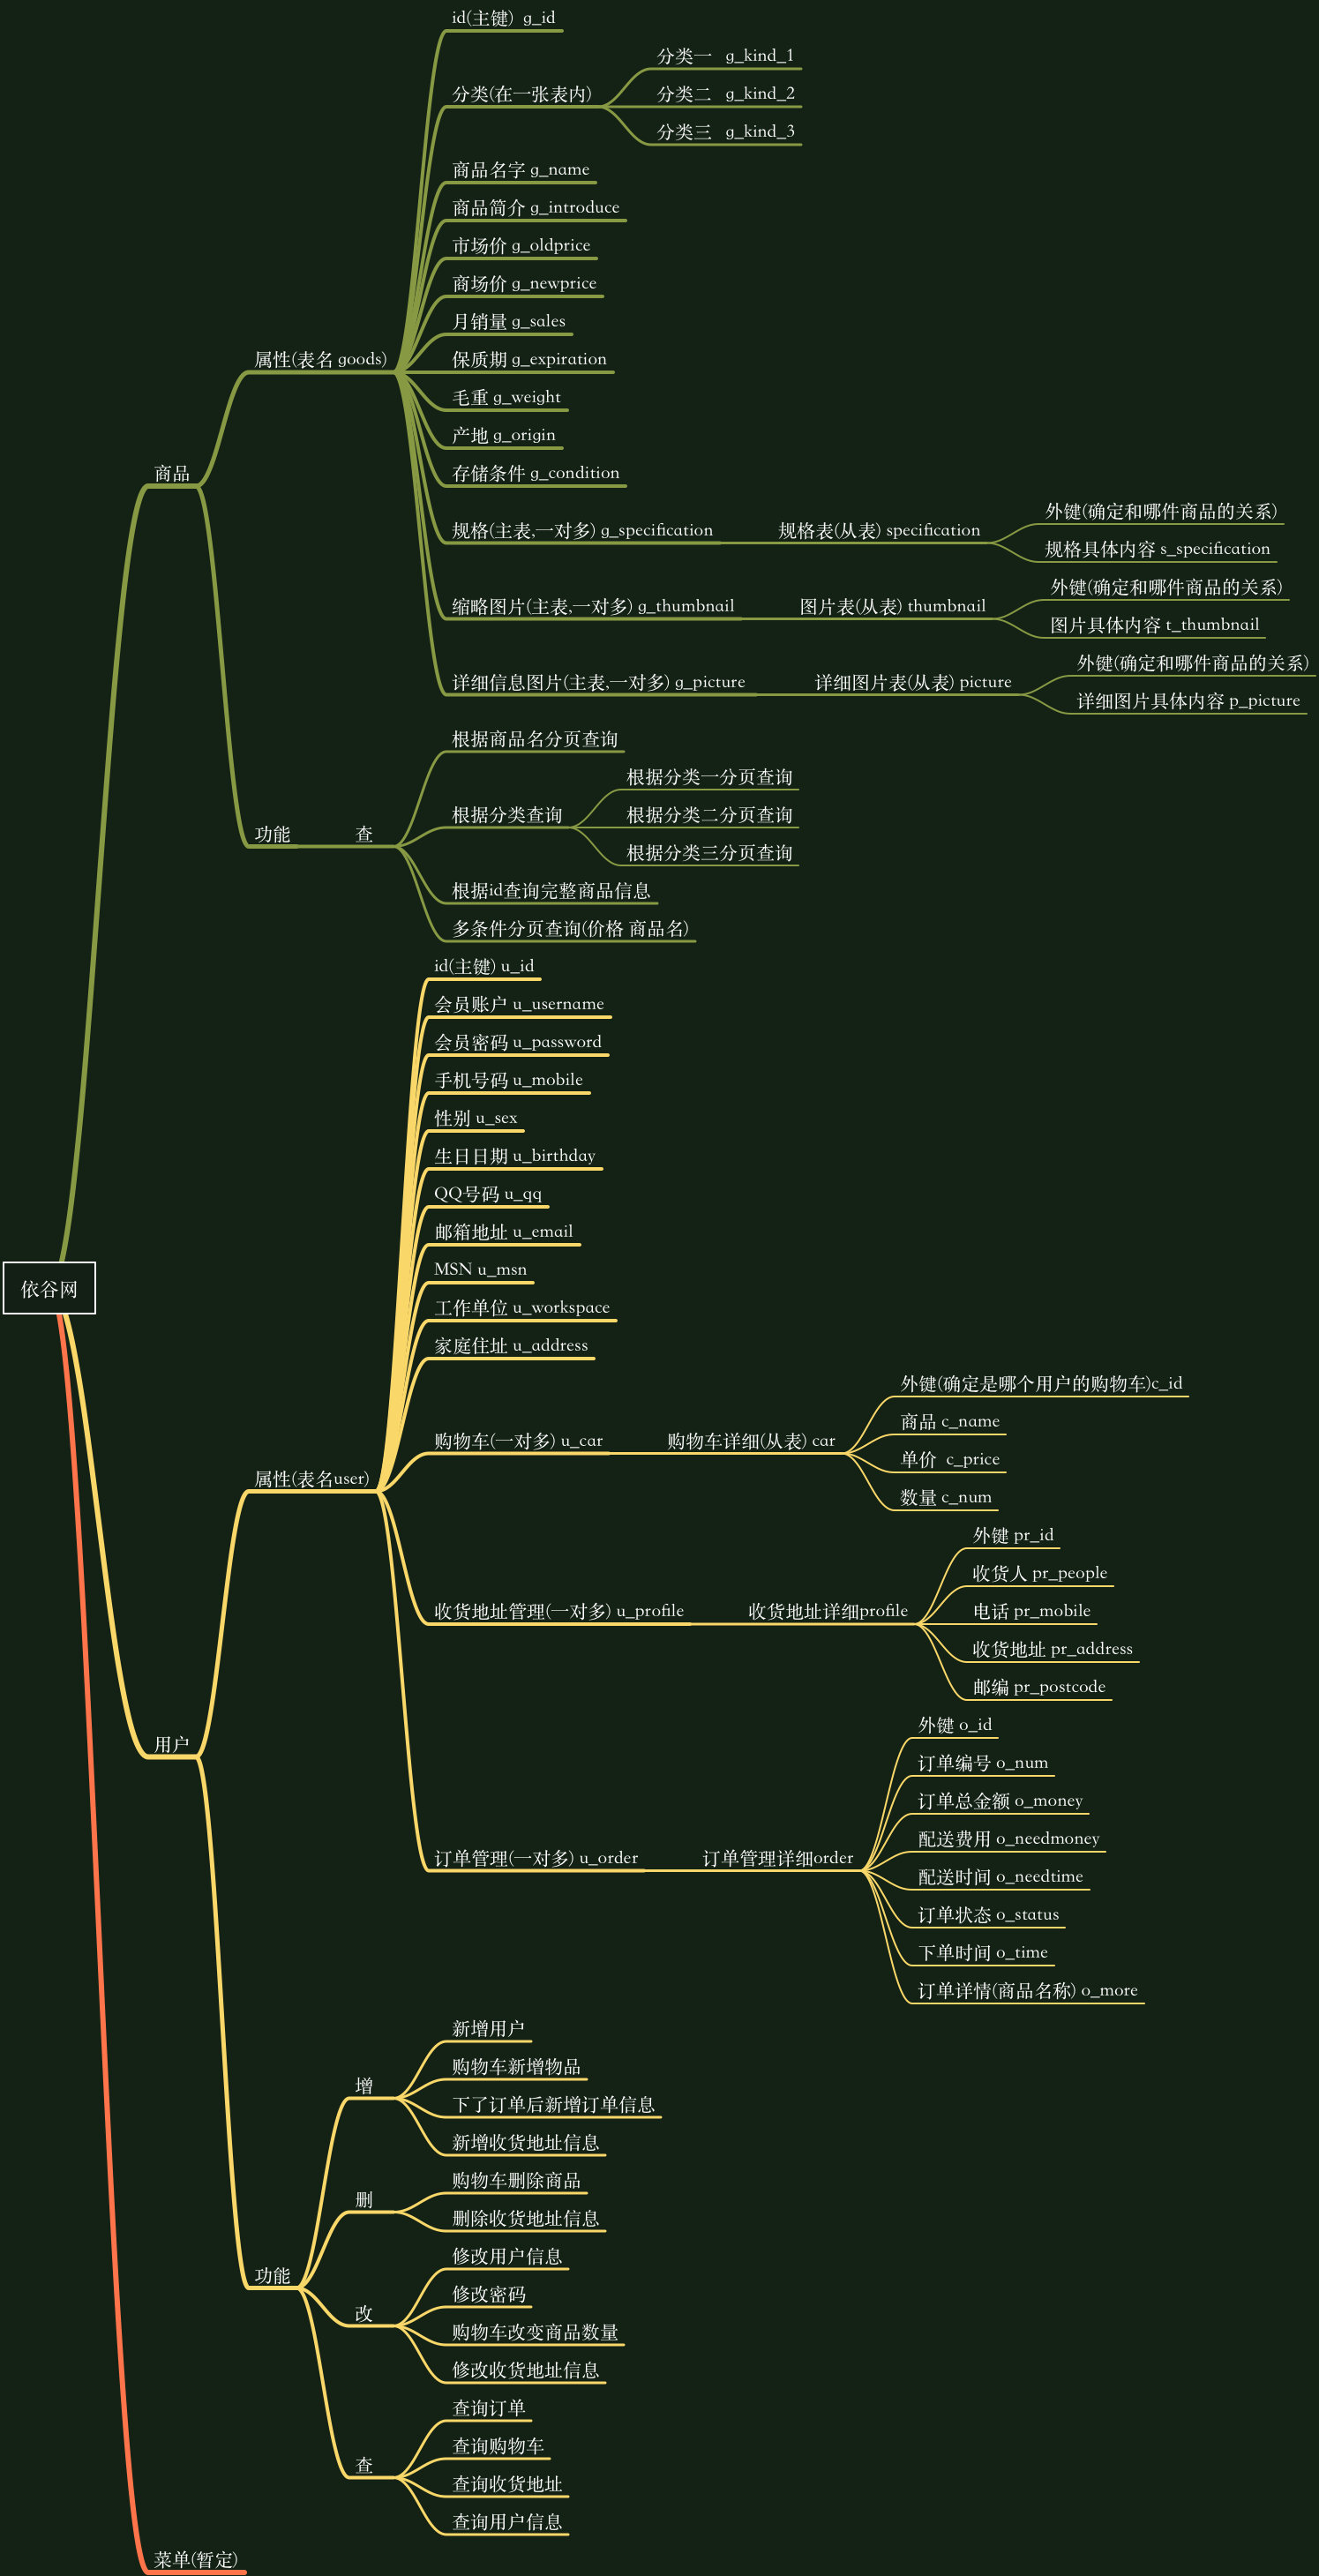 id(主键) g_id
分类一 g_kind_1
分类(在一张表内)
分类二 g_kind_2
分类三 g_kind_3
商品名字 g_name
商品简介 g_introduce
市场价 g_oldprice
商场价 g_newprice
月销量 g_sales
属性(表名 goods)
保质期 g_expiration
毛重 g_weight
产地 g_origin
商品
存储条件 g_condition
外键(确定和哪件商品的关系)
规格(主表,一对多) g_specification
规格表(从表) specification
规格具体内容 s_specification
外键(确定和哪件商品的关系)
缩略图片(主表,一对多) g_thumbnail
图片表(从表) thumbnail
图片具体内容 t_thumbnail
外键(确定和哪件商品的关系)
详细信息图片(主表,一对多) g_picture
详细图片表(从表) picture
详细图片具体内容 p_picture
根据商品名分页查询
根据分类一分页查询
根据分类查询
根据分类二分页查询
功能
查
根据分类三分页查询
根据id查询完整商品信息
多条件分页查询(价格 商品名)
id(主键) u_id
会员账户 u_username
会员密码 u_password
手机号码 u_mobile
性别 u_sex
生日日期 u_birthday
QQ号码 u_qq
邮箱地址 u_email
MSN u_msn
依谷网
工作单位 u_workspace
家庭住址 u_address
外键(确定是哪个用户的购物车)c_id
商品 c_name
购物车(一对多) u_car
购物车详细(从表) car
单价 c_price
属性(表名user)
数量 c_num
外键 pr_id
收货人 pr_people
收货地址管理(一对多) u_profile
收货地址详细profile
电话 pr_mobile
收货地址 pr_address
邮编 pr_postcode
外键 o_id
用户
订单编号 o_num
订单总金额 o_money
配送费用 o_needmoney
订单管理(一对多) u_order
订单管理详细order
配送时间 o_needtime
订单状态 o_status
下单时间 o_time
订单详情(商品名称) o_more
新增用户
购物车新增物品
增
下了订单后新增订单信息
新增收货地址信息
购物车删除商品
删
删除收货地址信息
修改用户信息
功能
修改密码
改
购物车改变商品数量
修改收货地址信息
查询订单
查询购物车
查
查询收货地址
查询用户信息
菜单(暂定)